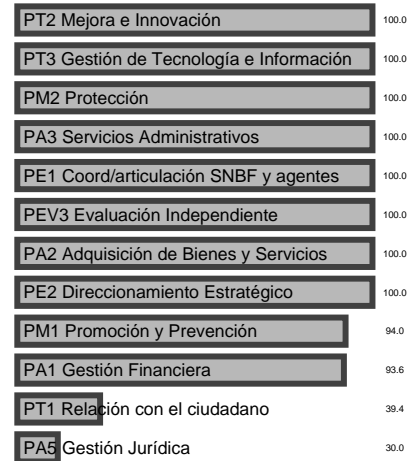 PT2 Mejora e Innovación 100.0
PT3 Gestión de Tecnología e Información 100.0
PM2 Protección 100.0
PA3 Servicios Administrativos 100.0
PE1 Coord/articulación SNBF y agentes 100.0
PEV3 Evaluación Independiente 100.0
PA2 Adquisición de Bienes y Servicios 100.0
PE2 Direccionamiento Estratégico 100.0
PM1 Promoción y Prevención 94.0
PA1 Gestión Financiera 93.6
PT1 Relación con el ciudadano 39.4
PA5 Gestión Jurídica 30.0